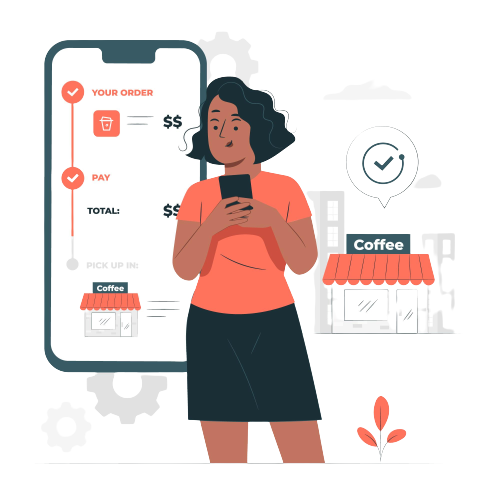 YOUR ORDER
$$
PAY
TOTAL:
$$
PICK UP IN:
Coffee
Coffee